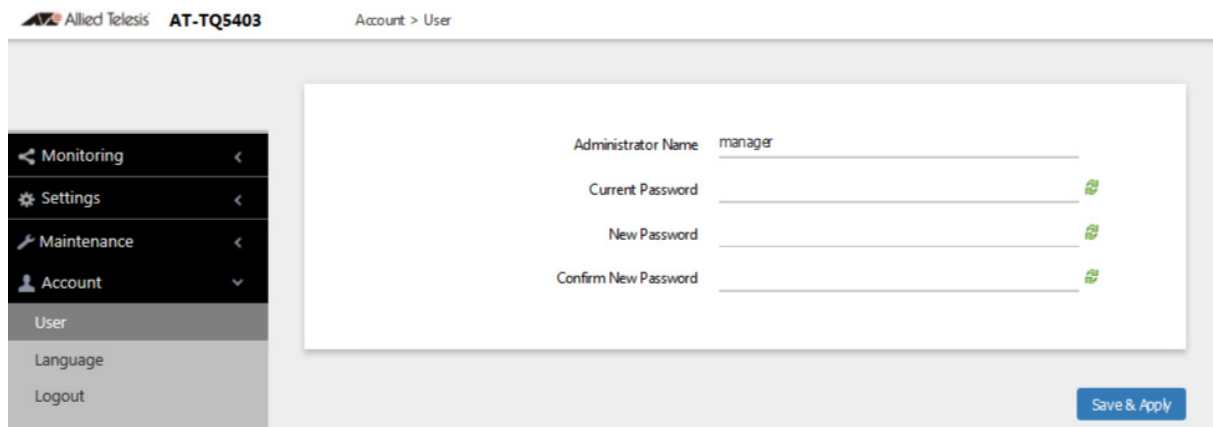 Allied Telesis AT-TQ5403 Account > User
Monitoring
Settings
Maintenance
Account
User
Language
Logout
Administrator Name manager
Current Password
New Password
Confirm New Password
Save & Apply